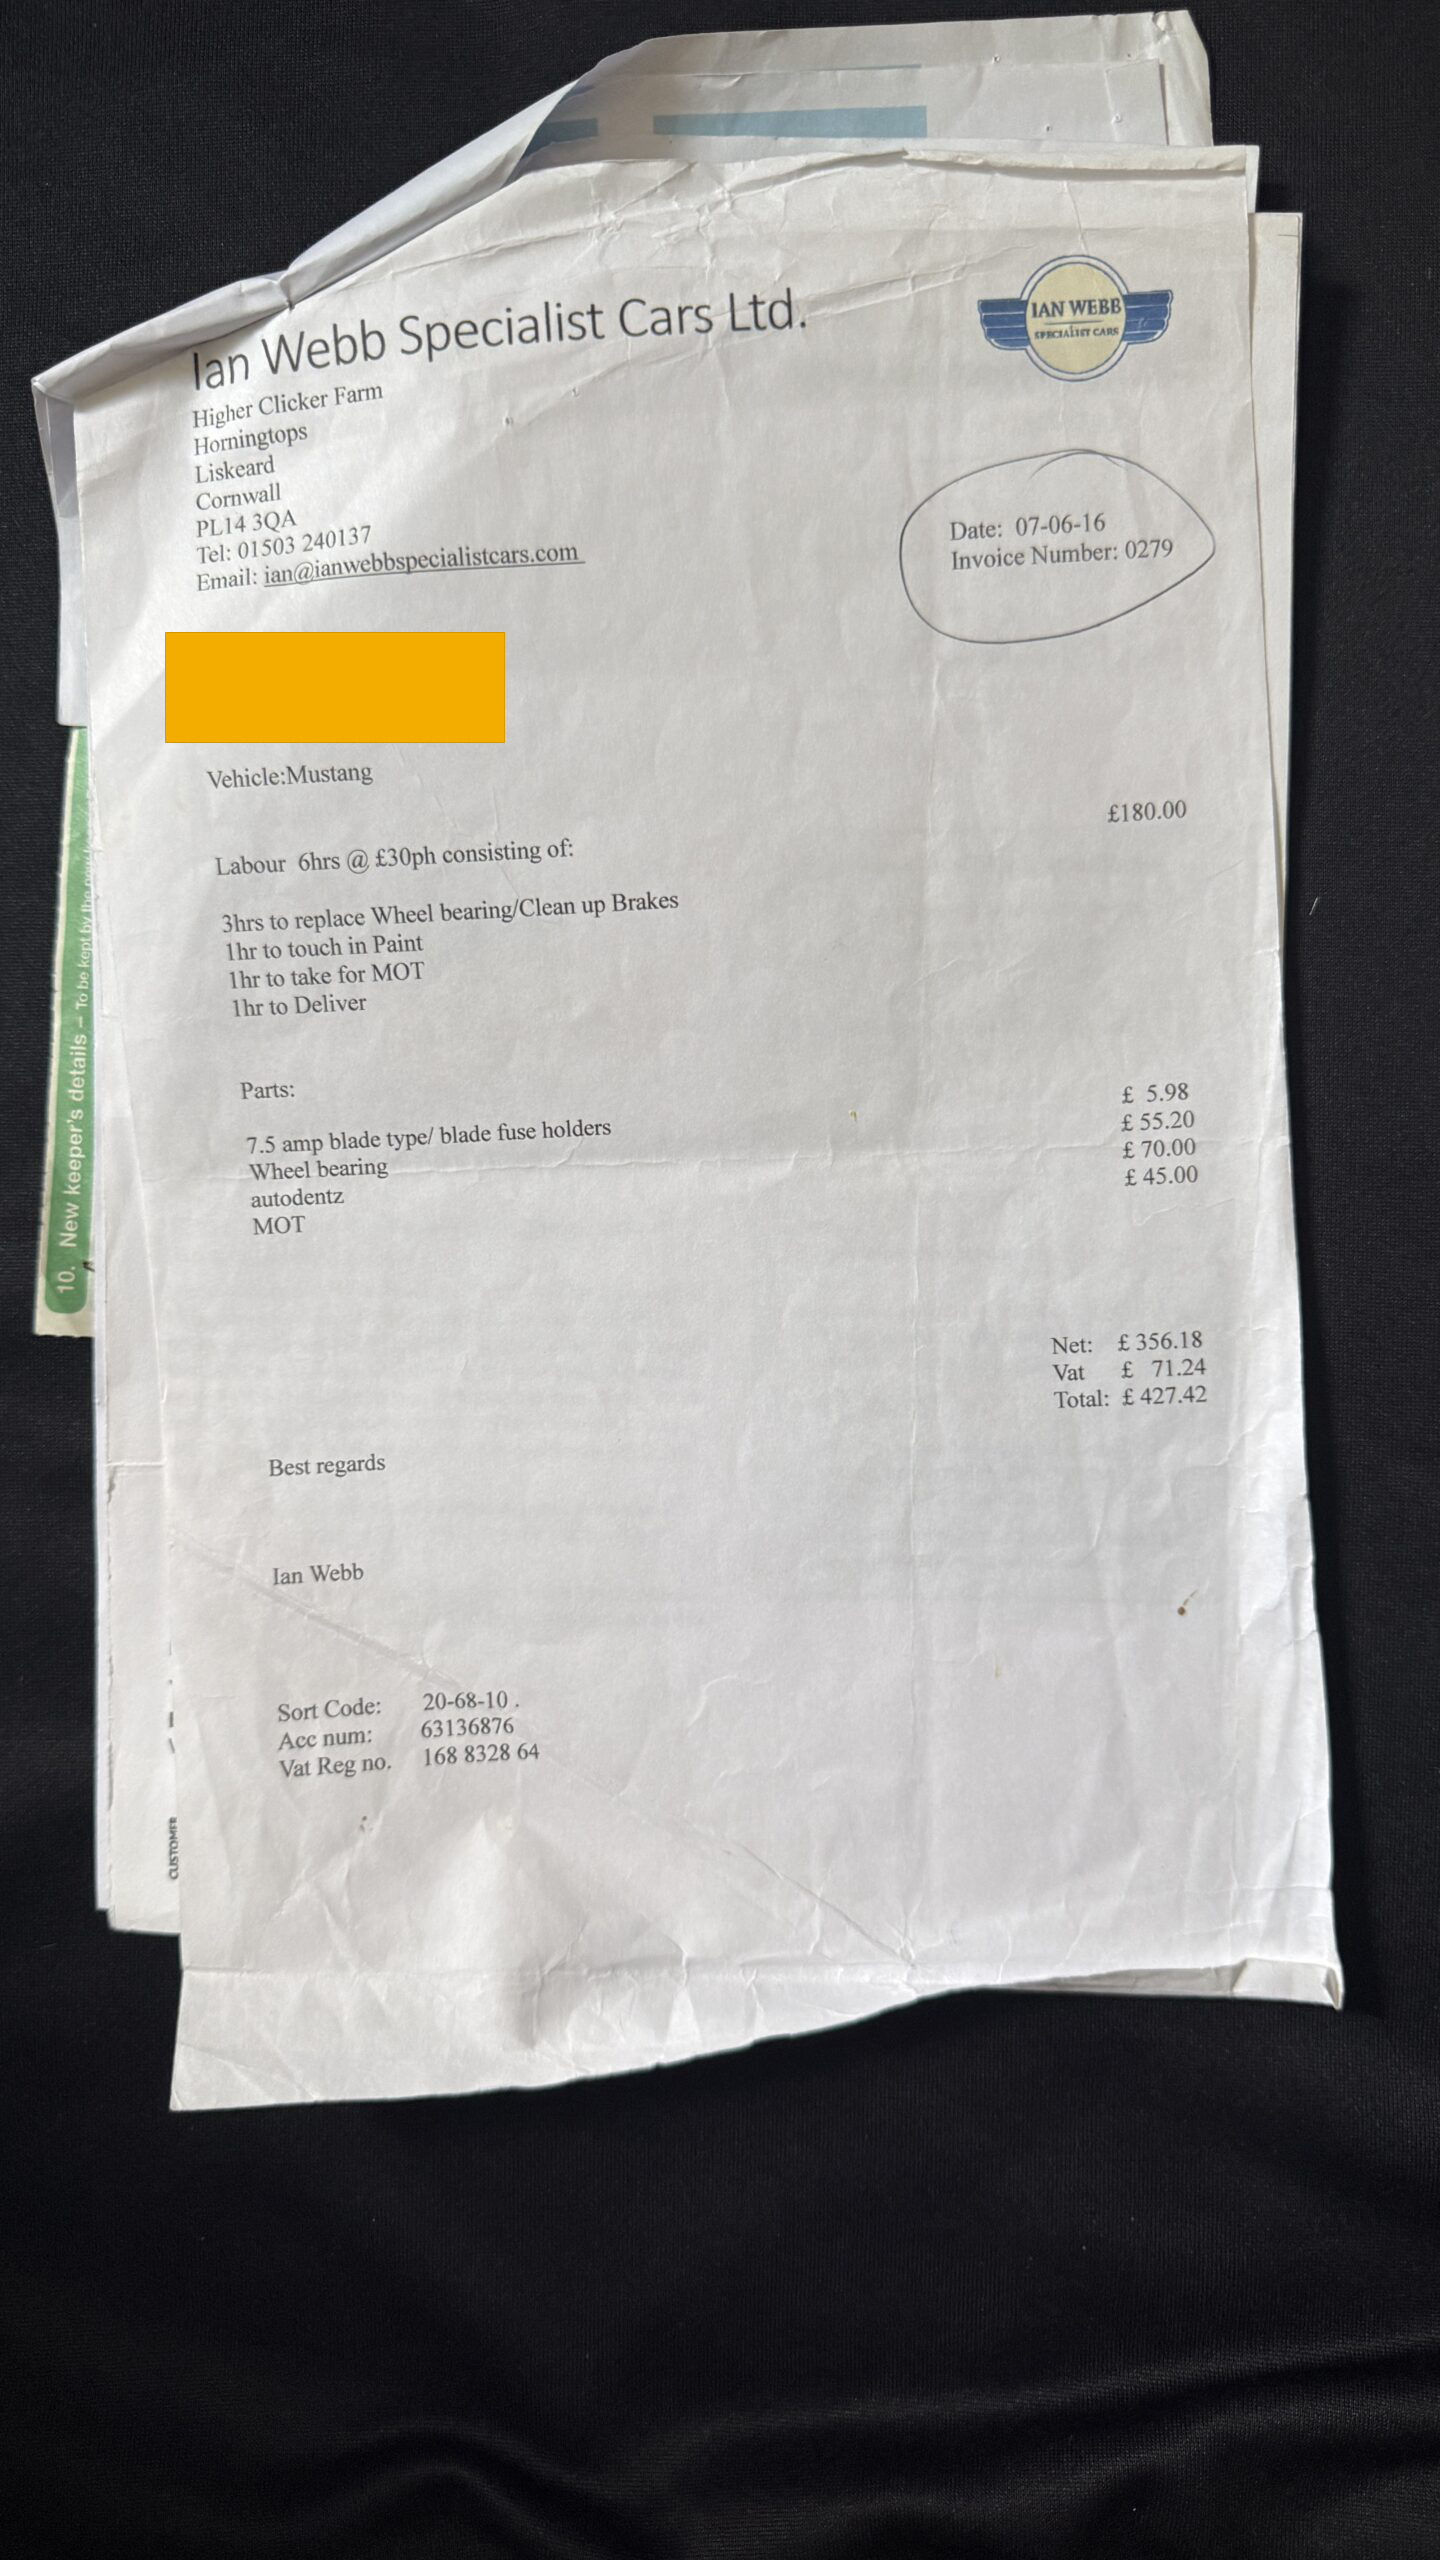 Ian Webb Specialist Cars Ltd.
IAN WEBB
SPECIALIST CARS
Higher Clicker Farm
Horningtops
Liskeard
Cornwall
PL14 3QA
Tel: 01503 240137
Email: ian@ianwebbspecialistcars.com
Date: 07-06-16
Invoice Number: 0279
Vehicle:Mustang
£180.00
Labour 6hrs @ £30ph consisting of:
3hrs to replace Wheel bearing/Clean up Brakes
1hr to touch in Paint
1hr to take for MOT
1hr to Deliver
Parts:
7.5 amp blade type/ blade fuse holders £ 5.98
Wheel bearing £ 55.20
autodentz £ 70.00
MOT £ 45.00
Net: £ 356.18
Vat £ 71.24
Total: £ 427.42
Best regards
Ian Webb
Sort Code: 20-68-10 .
Acc num: 63136876
Vat Reg no. 168 8328 64
10. New keeper's details – To be kept by the
CUSTOMER